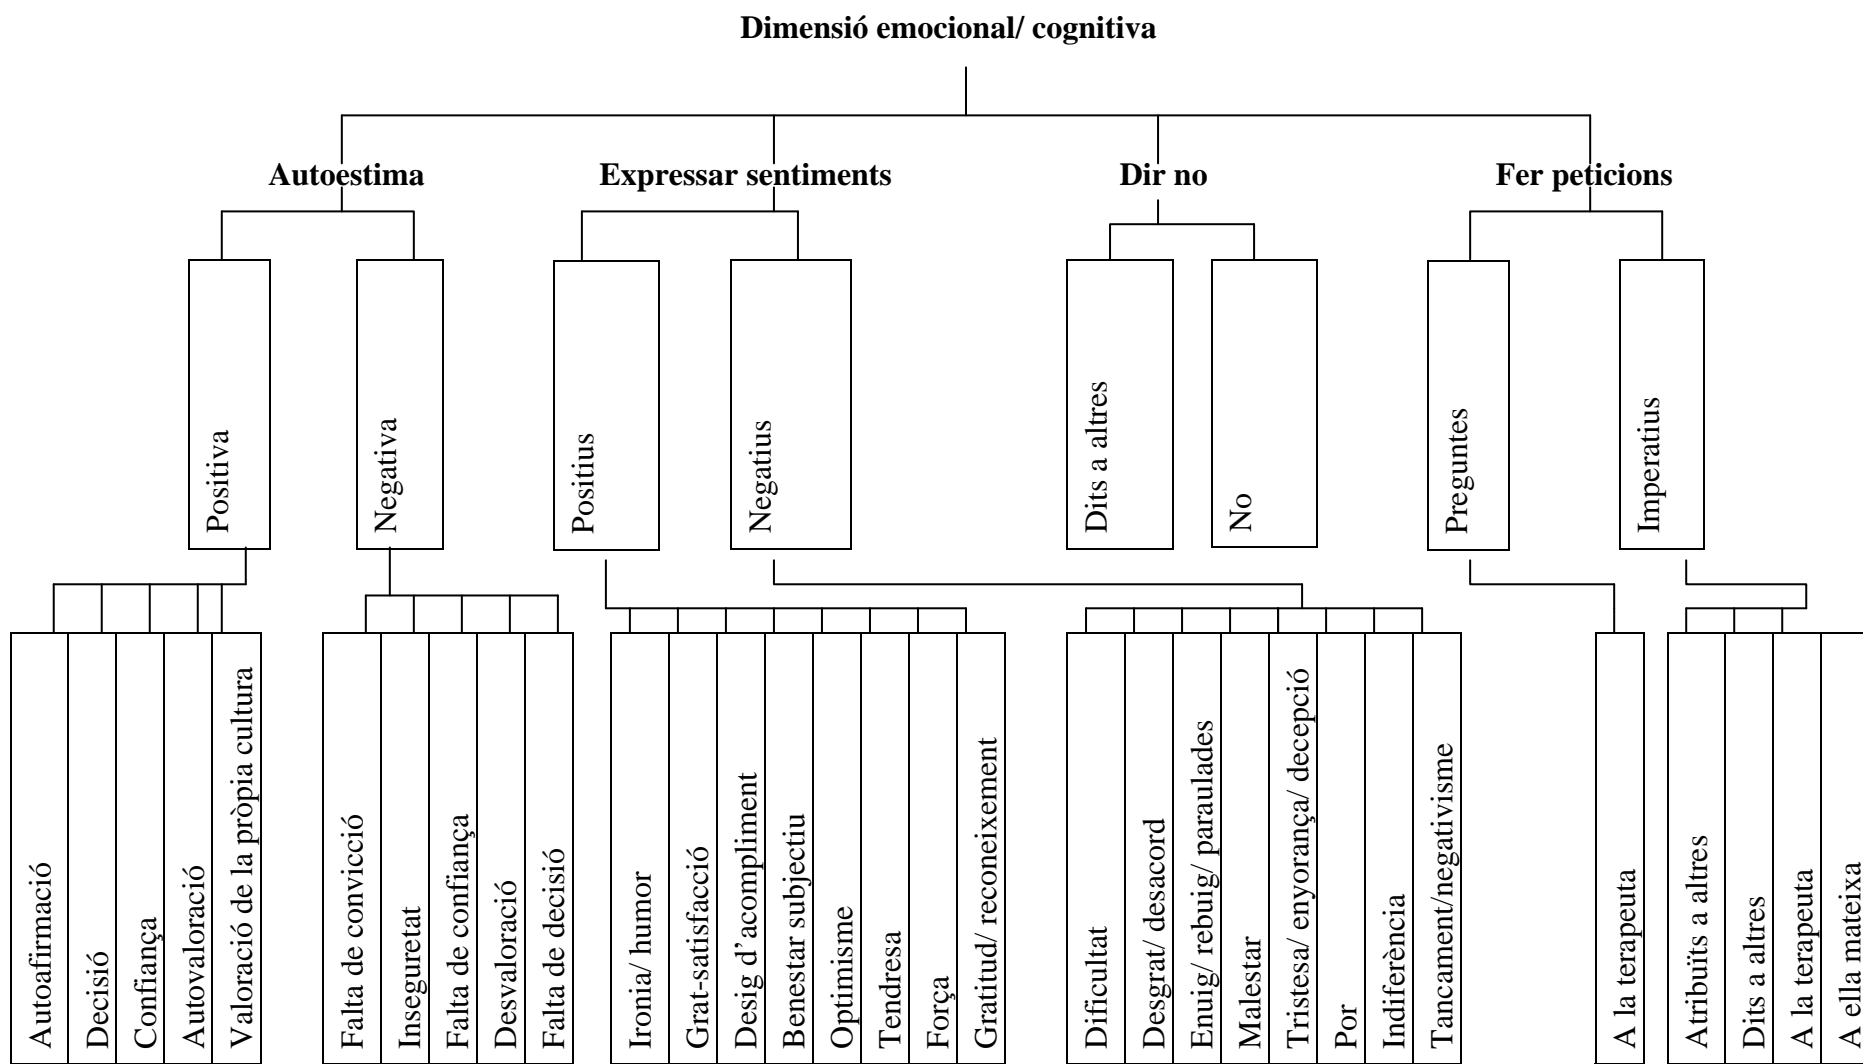 Dimensió emocional/ cognitiva
Autoestima
Expressar sentiments
Dir no
Fer peticions
Positiva
Negativa
Positius
Negatius
Dits a altres
No
Preguntes
Imperatius
Autoafirmació
Decisió
Confiança
Autovaloració
Valoració de la pròpia cultura
Falta de convicció
Inseguretat
Falta de confiança
Desvaloració
Falta de decisió
Ironia/ humor
Grat-satisfacció
Desig d’acompliment
Benestar subjectiu
Optimisme
Tendresa
Força
Gratitud/ reconeixement
Dificultat
Desgrat/ desacord
Enuig/ rebuig/ paraulades
Malestar
Tristesa/ enyorança/ decepció
Por
Indiferència
Tancament/negativisme
A la terapeuta
Atribuïts a altres
Dits a altres
A la terapeuta
A ella mateixa